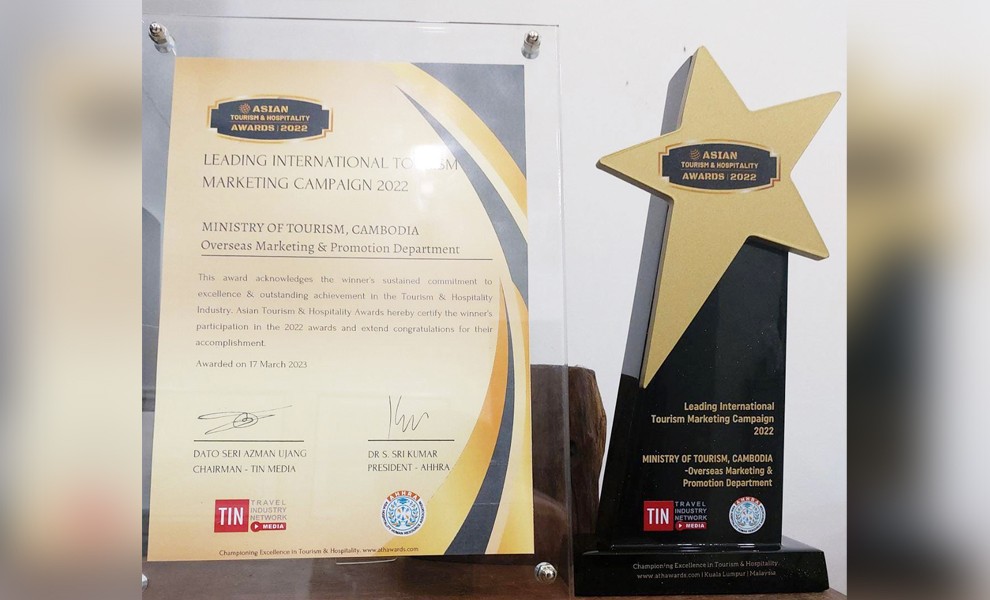 ASIAN
TOURISM & HOSPITALITY
AWARDS | 2022
LEADING INTERNATIONAL TOURISM
MARKETING CAMPAIGN 2022
MINISTRY OF TOURISM, CAMBODIA
Overseas Marketing & Promotion Department
This award acknowledges the winner's sustained commitment to
excellence & outstanding achievement in the Tourism & Hospitality
Industry. Asian Tourism & Hospitality Awards hereby certify the winner's
participation in the 2022 awards and extend congratulations for their
accomplishment.
Awarded on 17 March 2023
DATO SERI AZMAN UJANG
CHAIRMAN - TIN MEDIA
DR S. SRI KUMAR
PRESIDENT - AHHRA
TIN
TRAVEL
INDUSTRY
NETWORK
MEDIA
AHHRA
Championing Excellence in Tourism & Hospitality. www.athawards.com
ASIAN
TOURISM & HOSPITALITY
AWARDS | 2022
Leading International
Tourism Marketing Campaign
2022
MINISTRY OF TOURISM, CAMBODIA
-Overseas Marketing &
Promotion Department
TIN
TRAVEL
INDUSTRY
NETWORK
MEDIA
AHHRA
Championing Excellence in Tourism & Hospitality
www.athawards.com | Kuala Lumpur | Malaysia